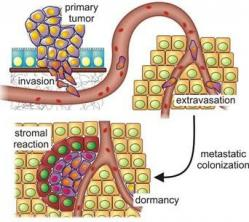 primary
tumor
invasion
extravasation
stromal
reaction
metastatic
colonization
dormancy